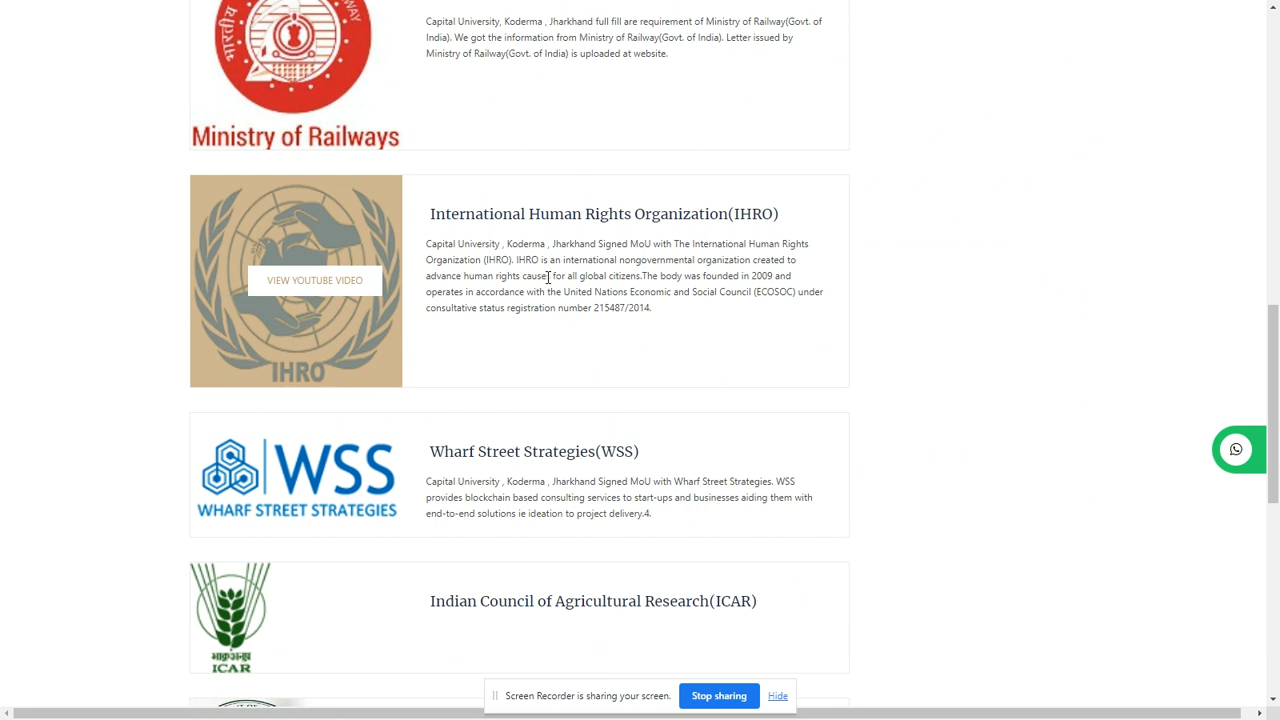 Capital University, Koderma , Jharkhand full fill are requirement of Ministry of Railway(Govt. of
India). We got the information from Ministry of Railway(Govt. of India). Letter issued by
Ministry of Railway(Govt. of India) is uploaded at website.
Ministry of Railways
International Human Rights Organization(IHRO)
Capital University , Koderma , Jharkhand Signed MoU with The International Human Rights
Organization (IHRO). IHRO is an international nongovernmental organization created to
advance human rights causes for all global citizens.The body was founded in 2009 and
operates in accordance with the United Nations Economic and Social Council (ECOSOC) under
consultative status registration number 215487/2014.
VIEW YOUTUBE VIDEO
IHRO
WSS
WHARF STREET STRATEGIES
Wharf Street Strategies(WSS)
Capital University , Koderma , Jharkhand Signed MoU with Wharf Street Strategies. WSS
provides blockchain based consulting services to start-ups and businesses aiding them with
end-to-end solutions ie ideation to project delivery.4.
Indian Council of Agricultural Research(ICAR)
भाकृअनुप
ICAR
Screen Recorder is sharing your screen.
Stop sharing
Hide